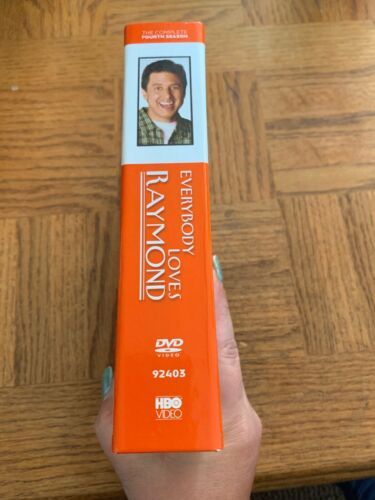 THE COMPLETE
FOURTH SEASON
EVERYBODY
LOVES
RAYMOND
DVD
VIDEO
92403
HBO
VIDEO